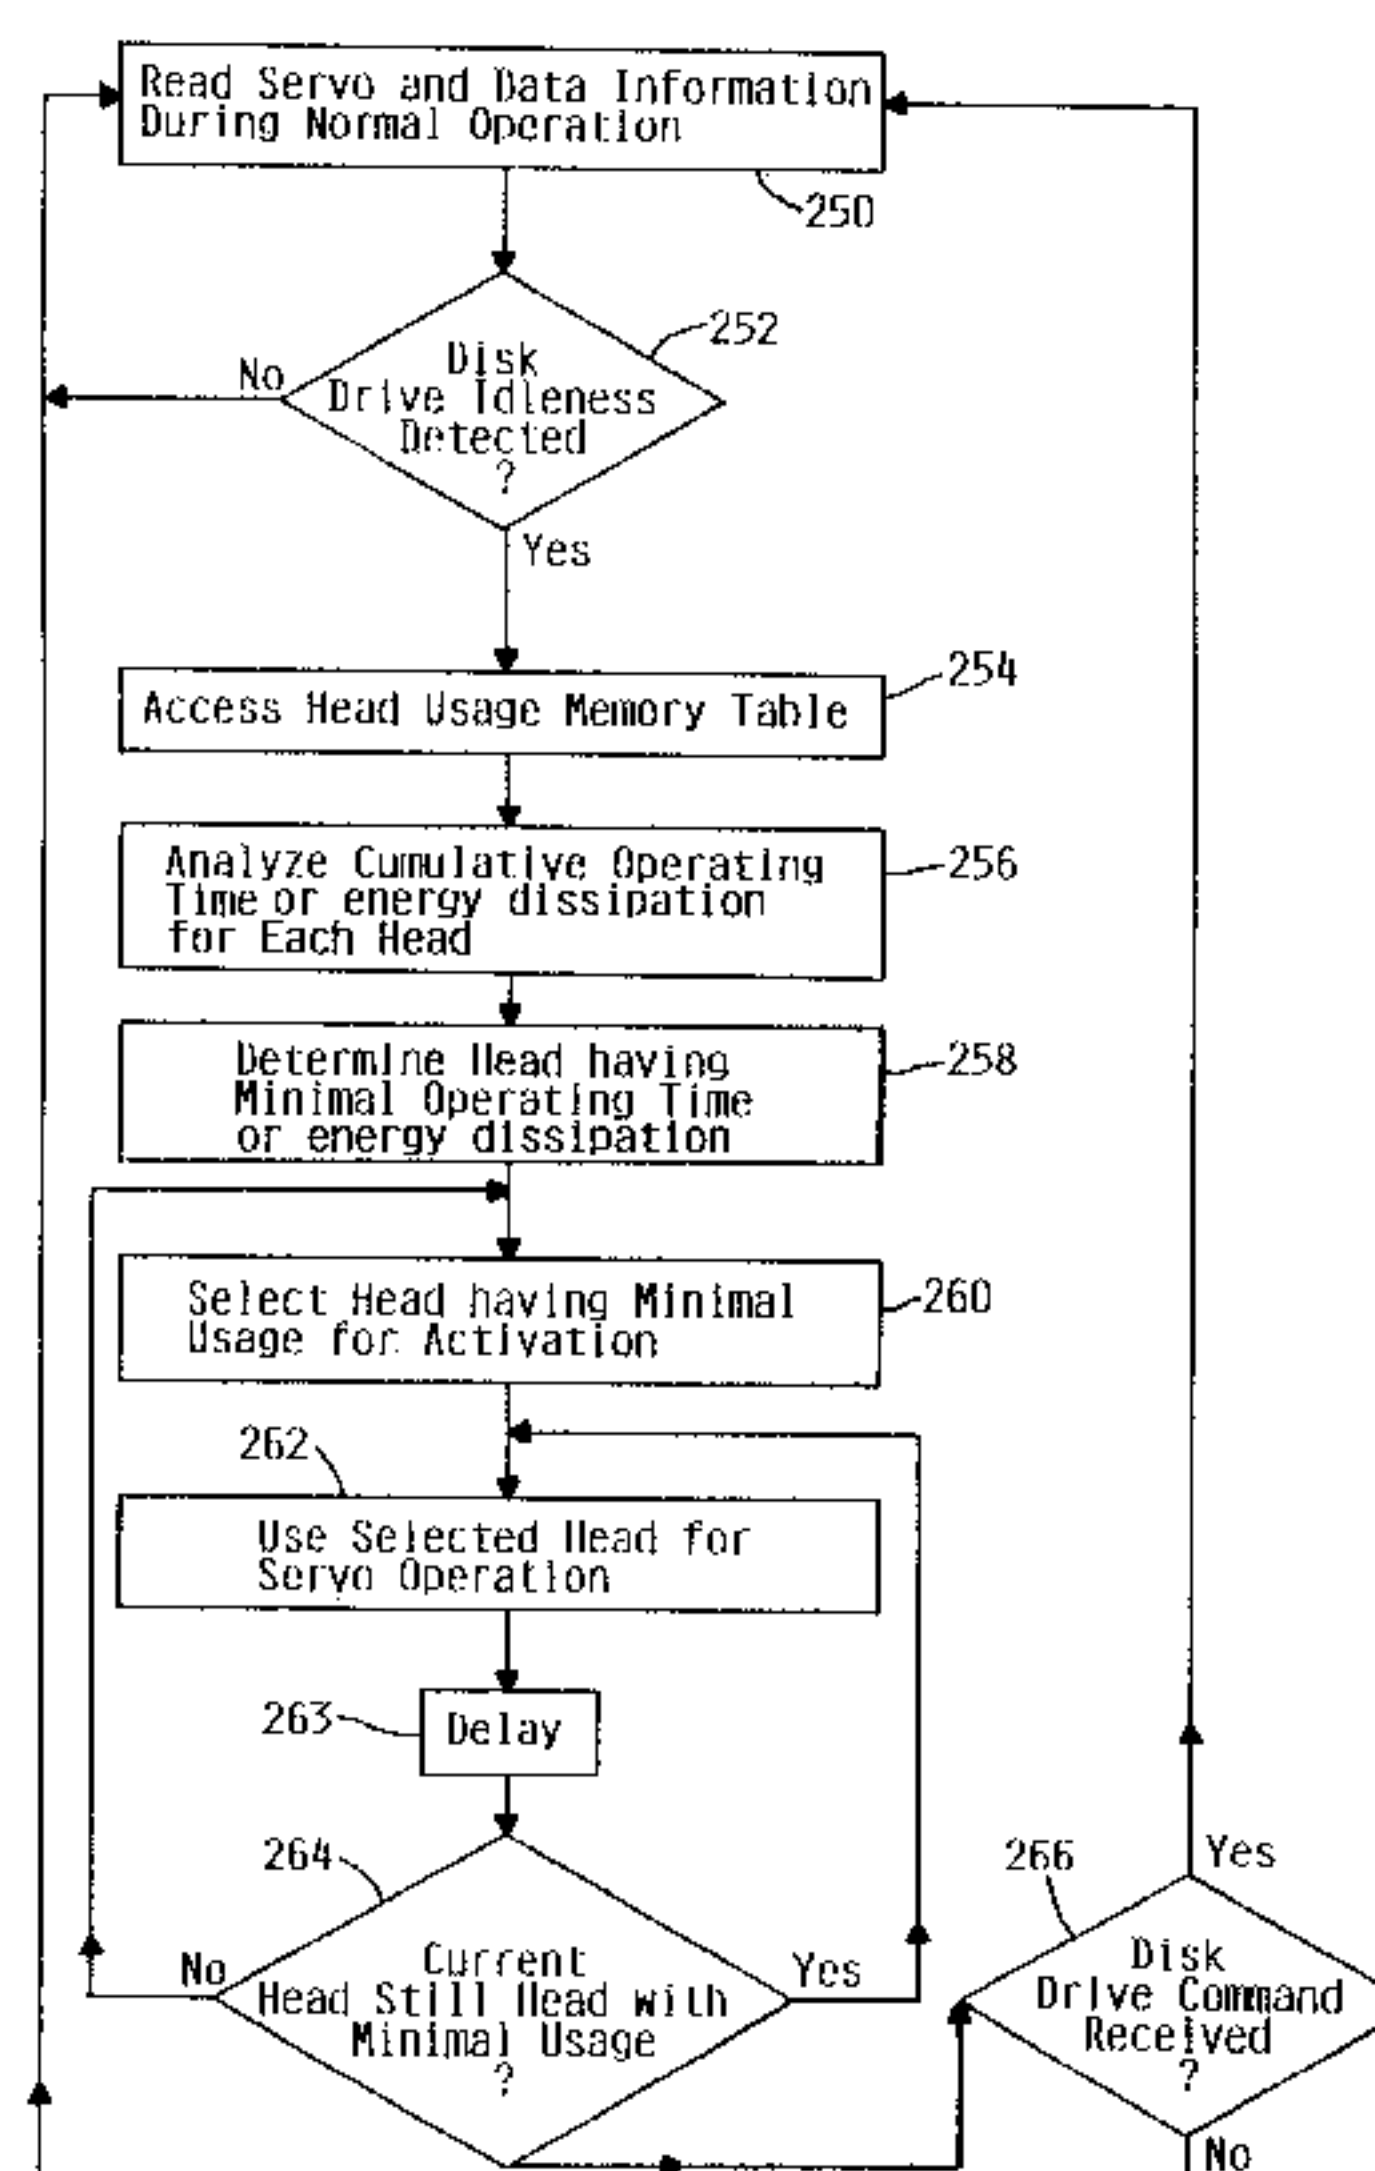 Read Servo and Data Information
During Normal Operation
250
252
Disk
Drive Idleness
Detected
?
No
Yes
254
Access Head Usage Memory Table
256
Analyze Cumulative Operating
Time or energy dissipation
for Each Head
258
Determine Head having
Minimal Operating Time
or energy dissipation
260
Select Head having Minimal
Usage for Activation
262
Use Selected Head for
Servo Operation
263
Delay
264
Current
Head Still Head with
Minimal Usage
?
No
Yes
266
Yes
Disk
Drive Command
Received
?
No